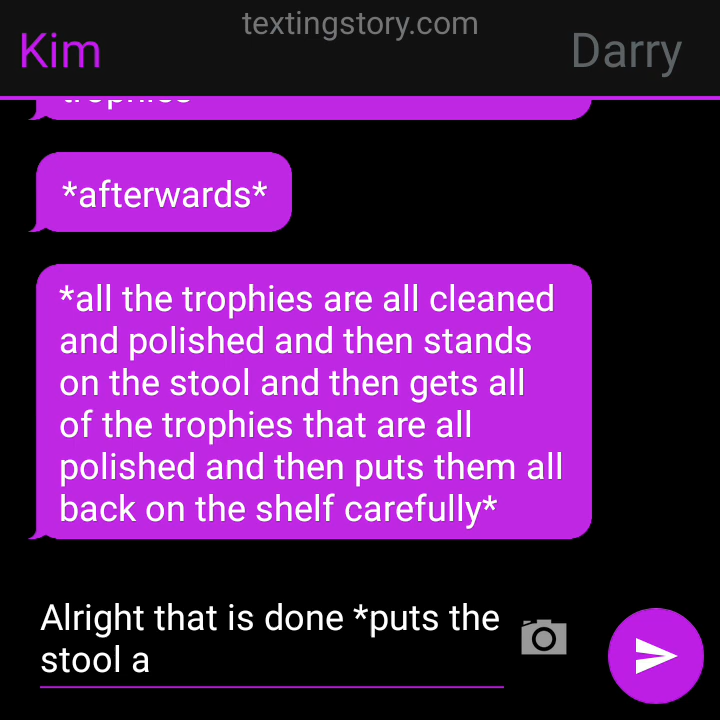 textingstory.com
Kim
Darry
trophies
*afterwards*
*all the trophies are all cleaned
and polished and then stands
on the stool and then gets all
of the trophies that are all
polished and then puts them all
back on the shelf carefully*
Alright that is done *puts the
stool a